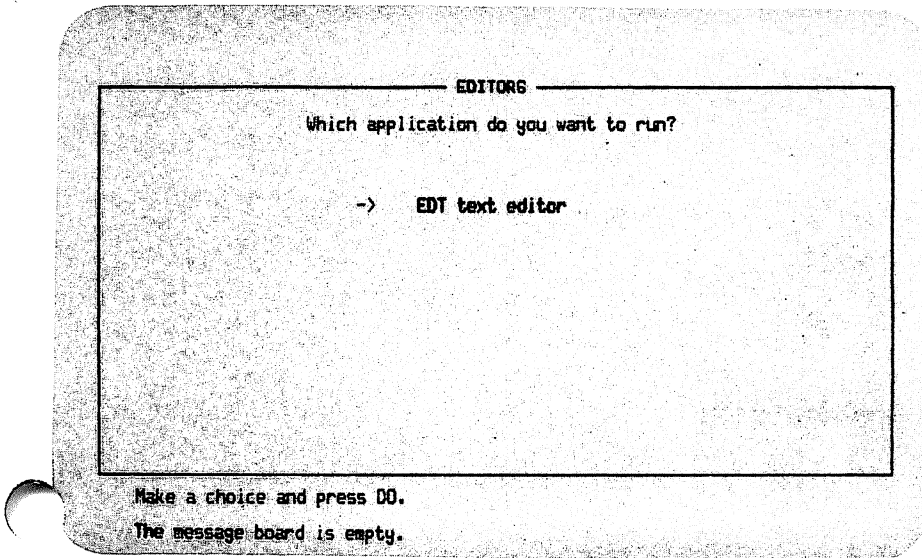 EDITORS
Which application do you want to run?
-> EDT text editor
Make a choice and press DO.
The message board is empty.